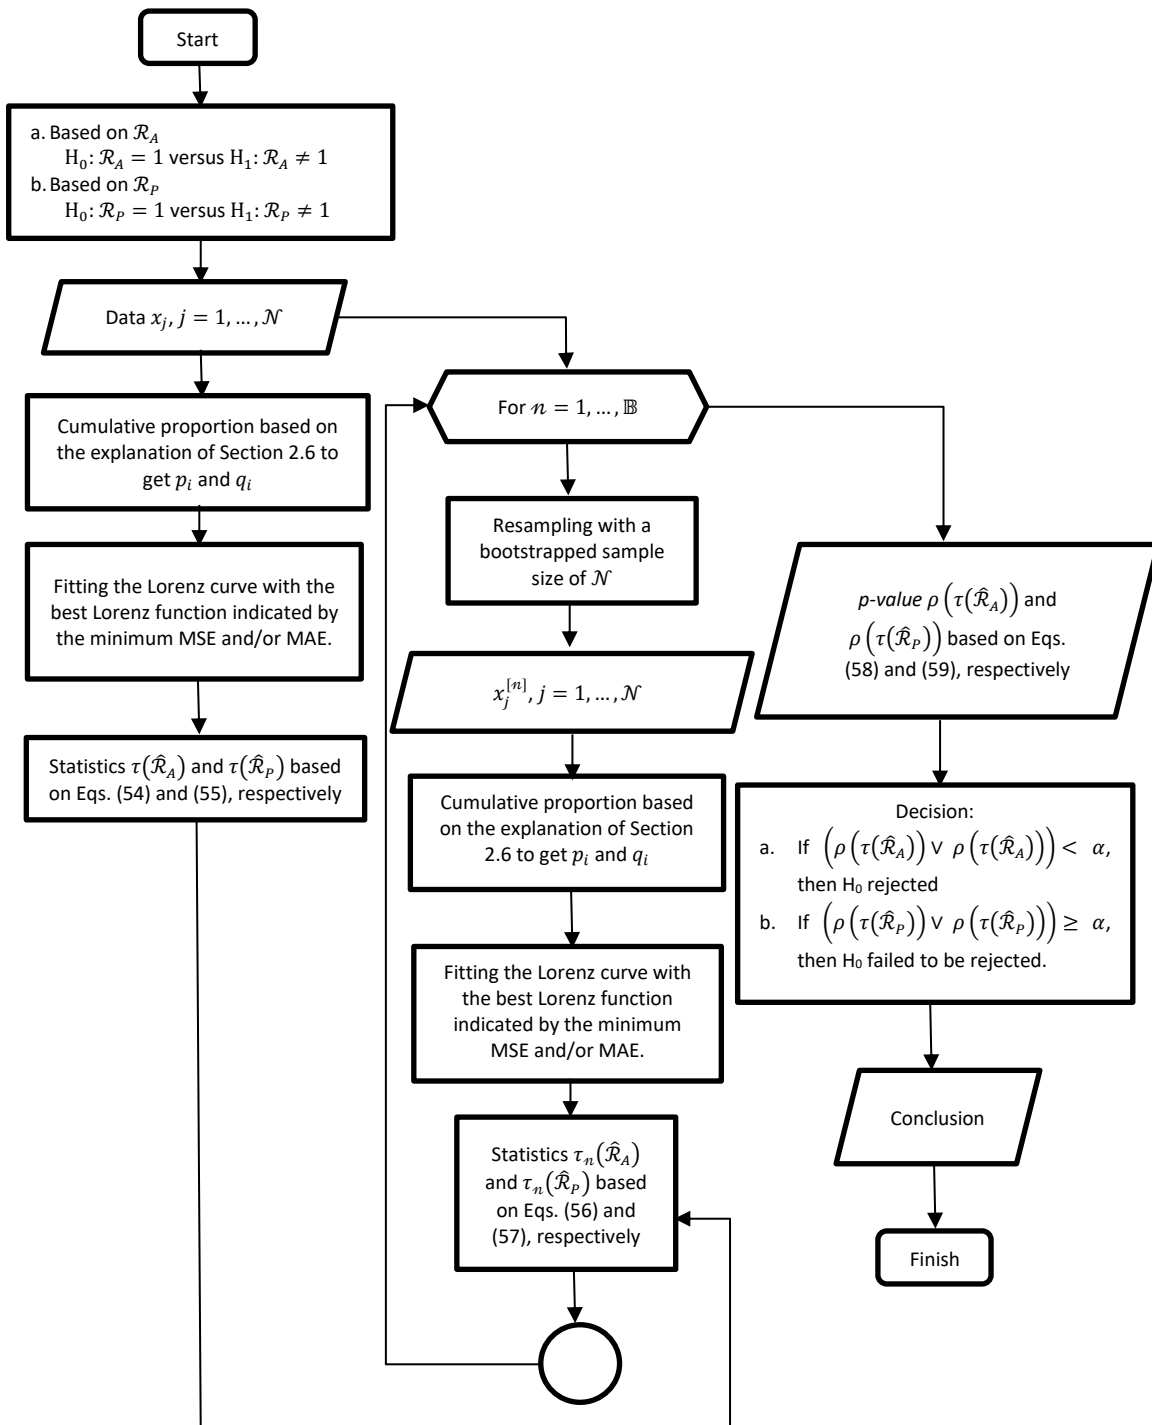 Start
a. Based on ℛ_A
H₀: ℛ_A = 1 versus H₁: ℛ_A ≠ 1
b. Based on ℛ_P
H₀: ℛ_P = 1 versus H₁: ℛ_P ≠ 1
Data x_j, j = 1, …, 𝒩
Cumulative proportion based on
the explanation of Section 2.6 to
get p_i and q_i
Fitting the Lorenz curve with the
best Lorenz function indicated by
the minimum MSE and/or MAE.
Statistics τ(ℛ̂_A) and τ(ℛ̂_P) based
on Eqs. (54) and (55), respectively
For 𝓃 = 1, …, 𝔹
Resampling with a
bootstrapped sample
size of 𝒩
x_j^[𝓃], j = 1, …, 𝒩
Cumulative proportion based
on the explanation of Section
2.6 to get p_i and q_i
Fitting the Lorenz curve with
the best Lorenz function
indicated by the minimum
MSE and/or MAE.
Statistics τ_𝓃(ℛ̂_A)
and τ_𝓃(ℛ̂_P) based
on Eqs. (56) and
(57), respectively
p-value ρ(τ(ℛ̂_A)) and
ρ(τ(ℛ̂_P)) based on Eqs.
(58) and (59), respectively
Decision:
a. If (ρ(τ(ℛ̂_A)) ∨ ρ(τ(ℛ̂_A))) < α,
then H₀ rejected
b. If (ρ(τ(ℛ̂_P)) ∨ ρ(τ(ℛ̂_P))) ≥ α,
then H₀ failed to be rejected.
Conclusion
Finish